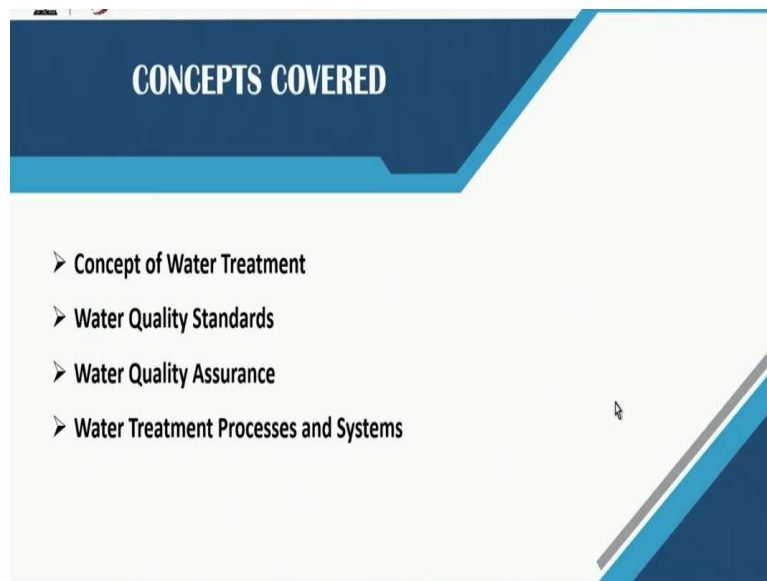 CONCEPTS COVERED
Concept of Water Treatment
Water Quality Standards
Water Quality Assurance
Water Treatment Processes and Systems